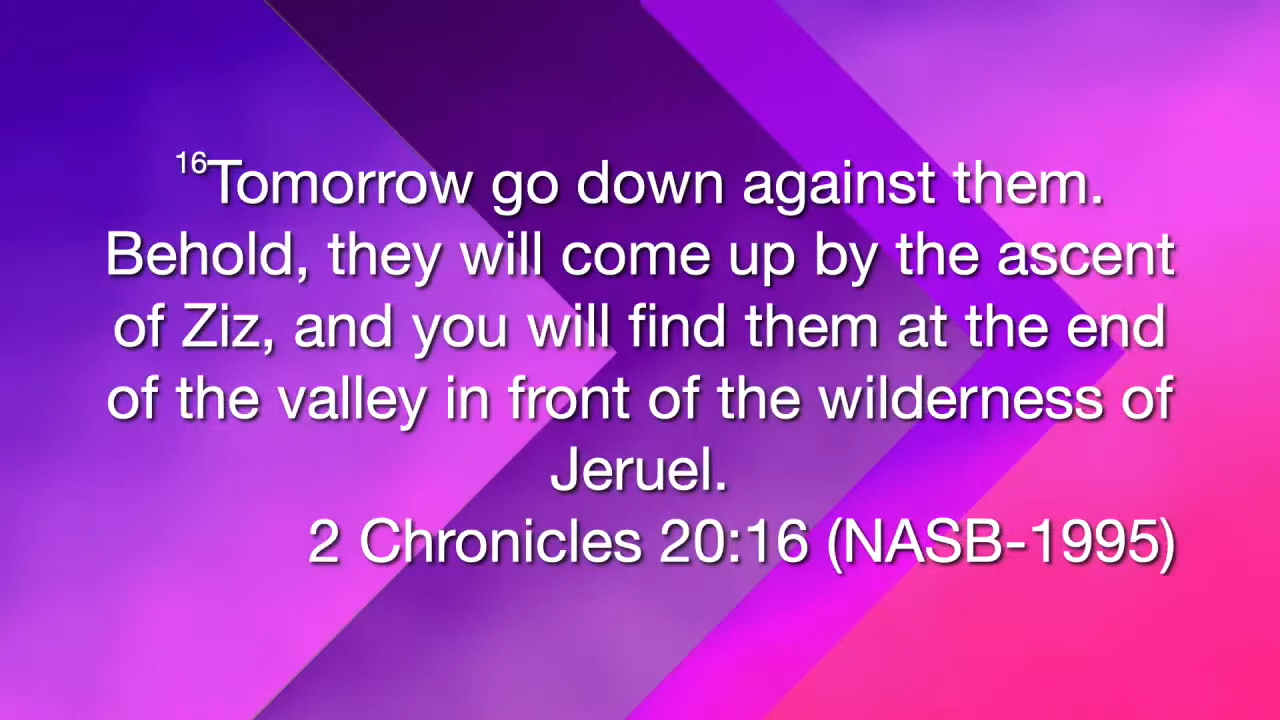 16Tomorrow go down against them.
Behold, they will come up by the ascent
of Ziz, and you will find them at the end
of the valley in front of the wilderness of
Jeruel.
2 Chronicles 20:16 (NASB-1995)